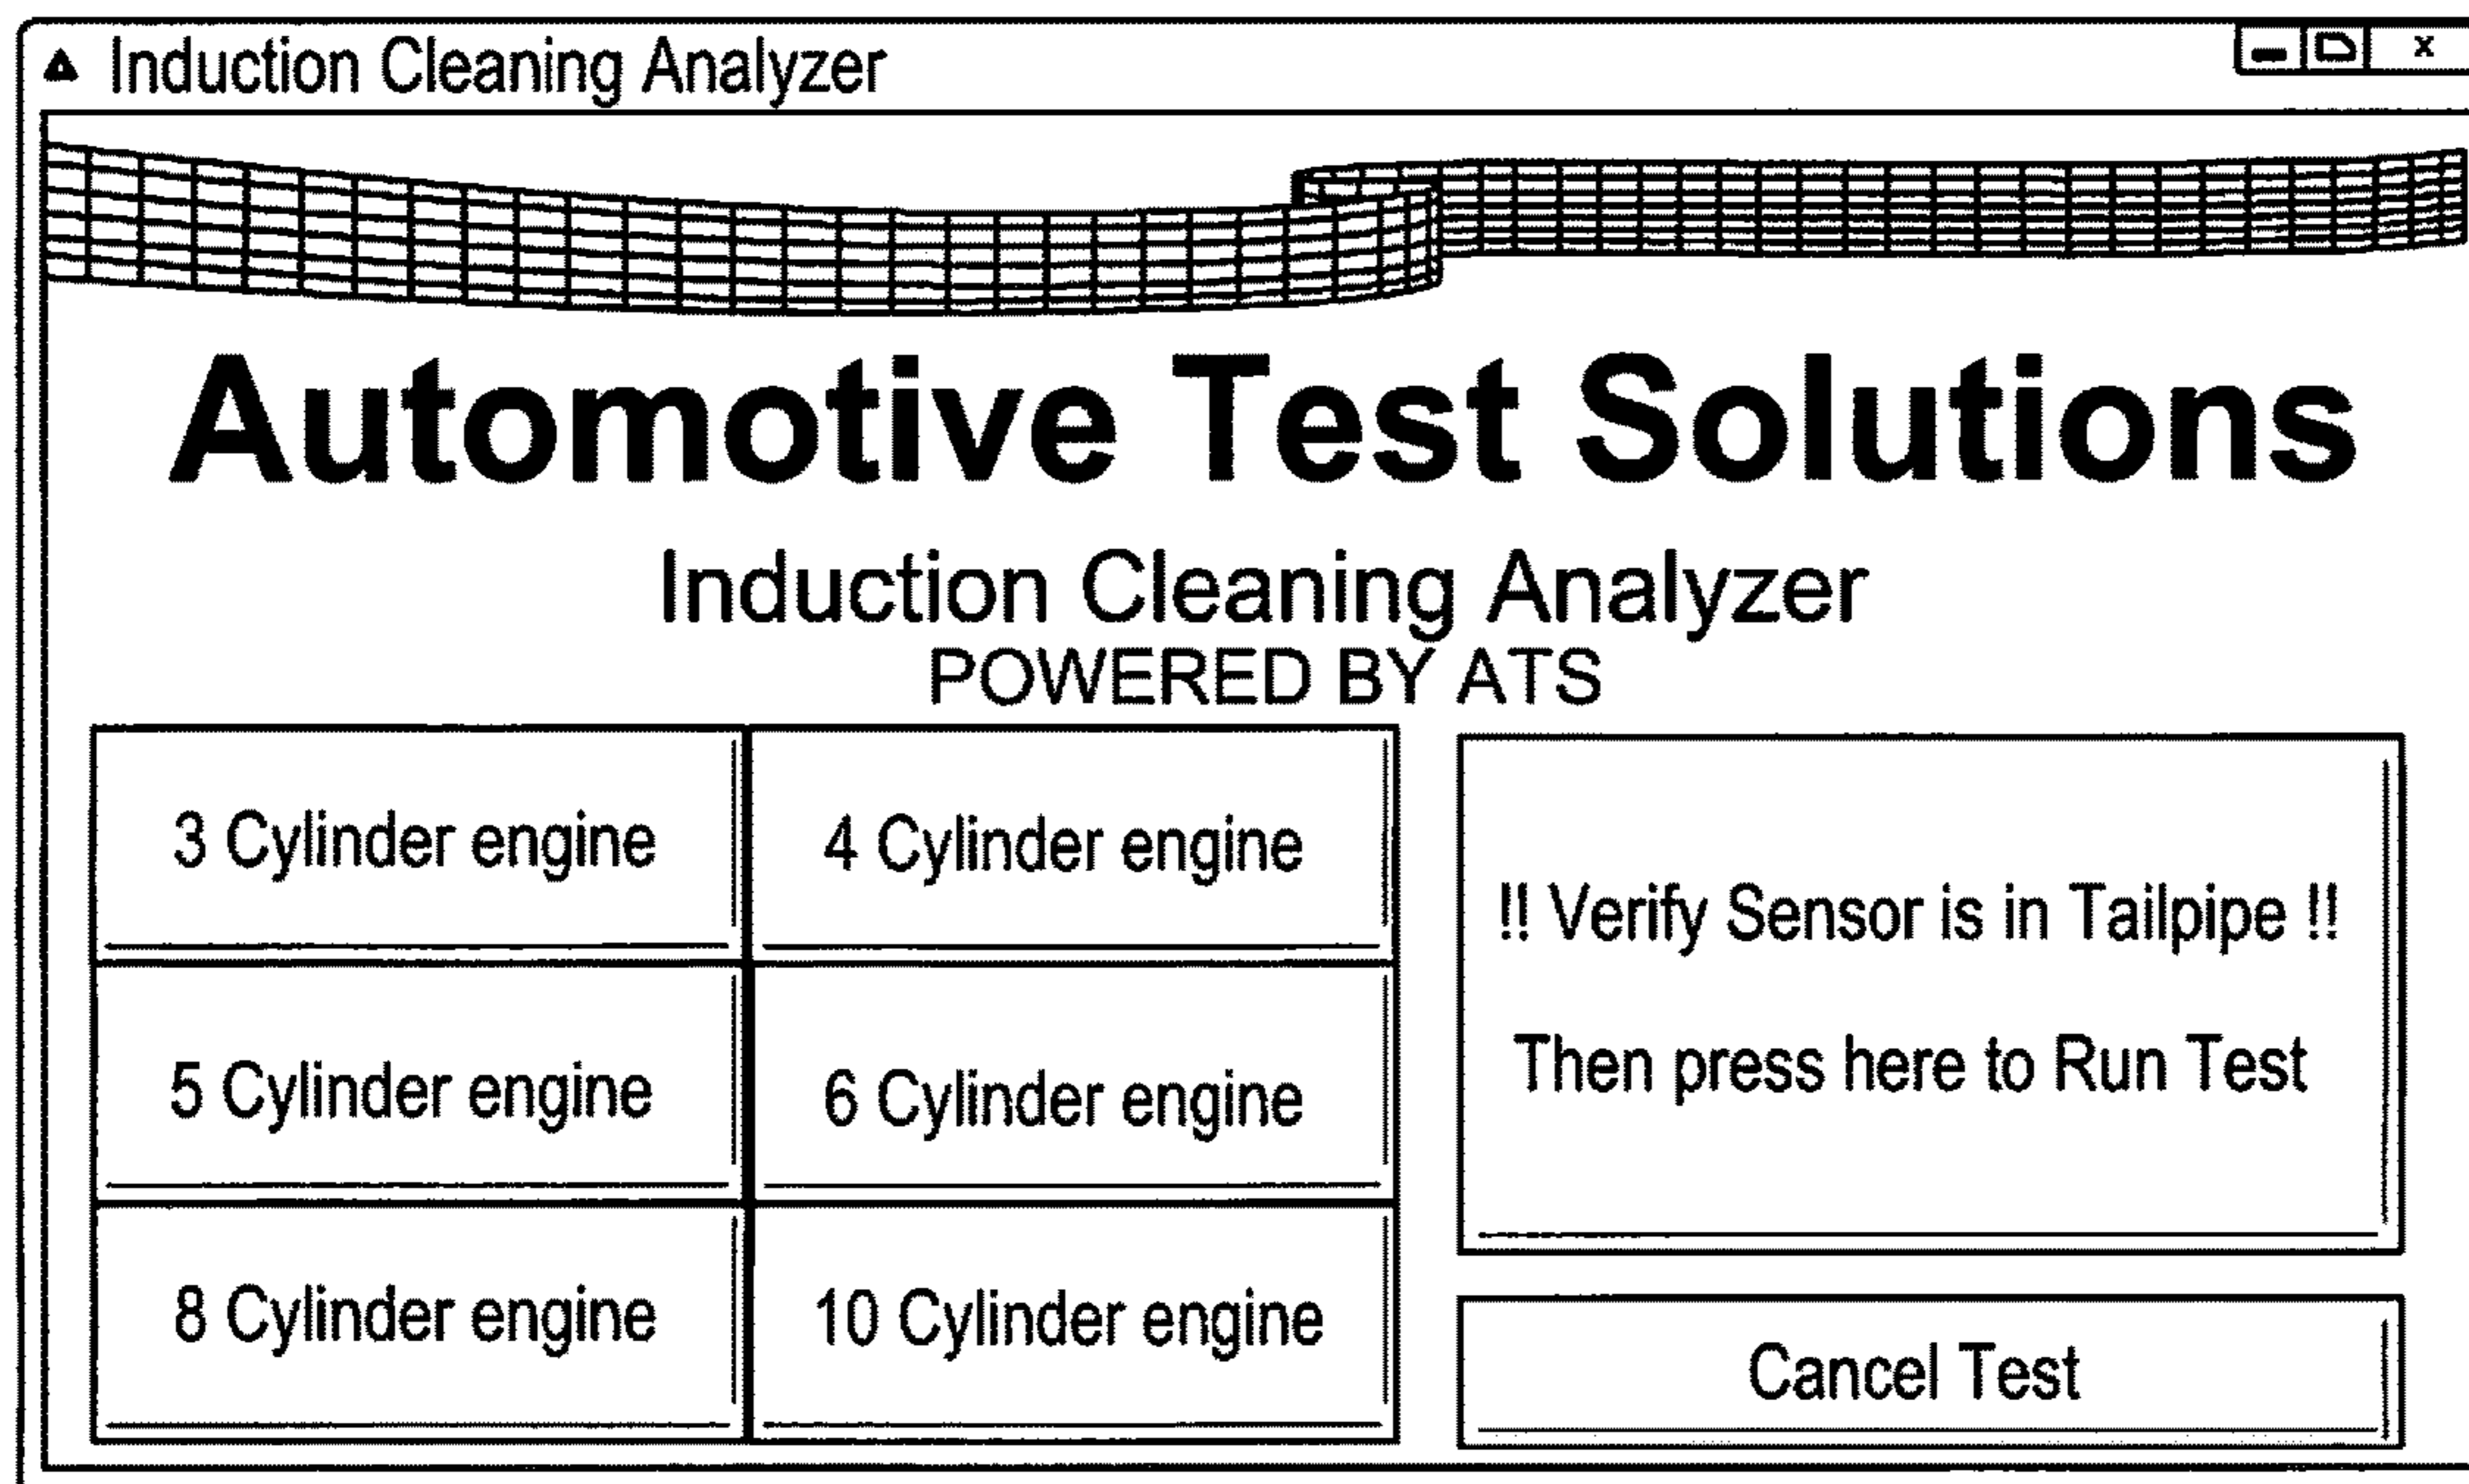 Induction Cleaning Analyzer
Automotive Test Solutions
Induction Cleaning Analyzer
POWERED BY ATS
3 Cylinder engine
4 Cylinder engine
5 Cylinder engine
6 Cylinder engine
8 Cylinder engine
10 Cylinder engine
!! Verify Sensor is in Tailpipe !!
Then press here to Run Test
Cancel Test